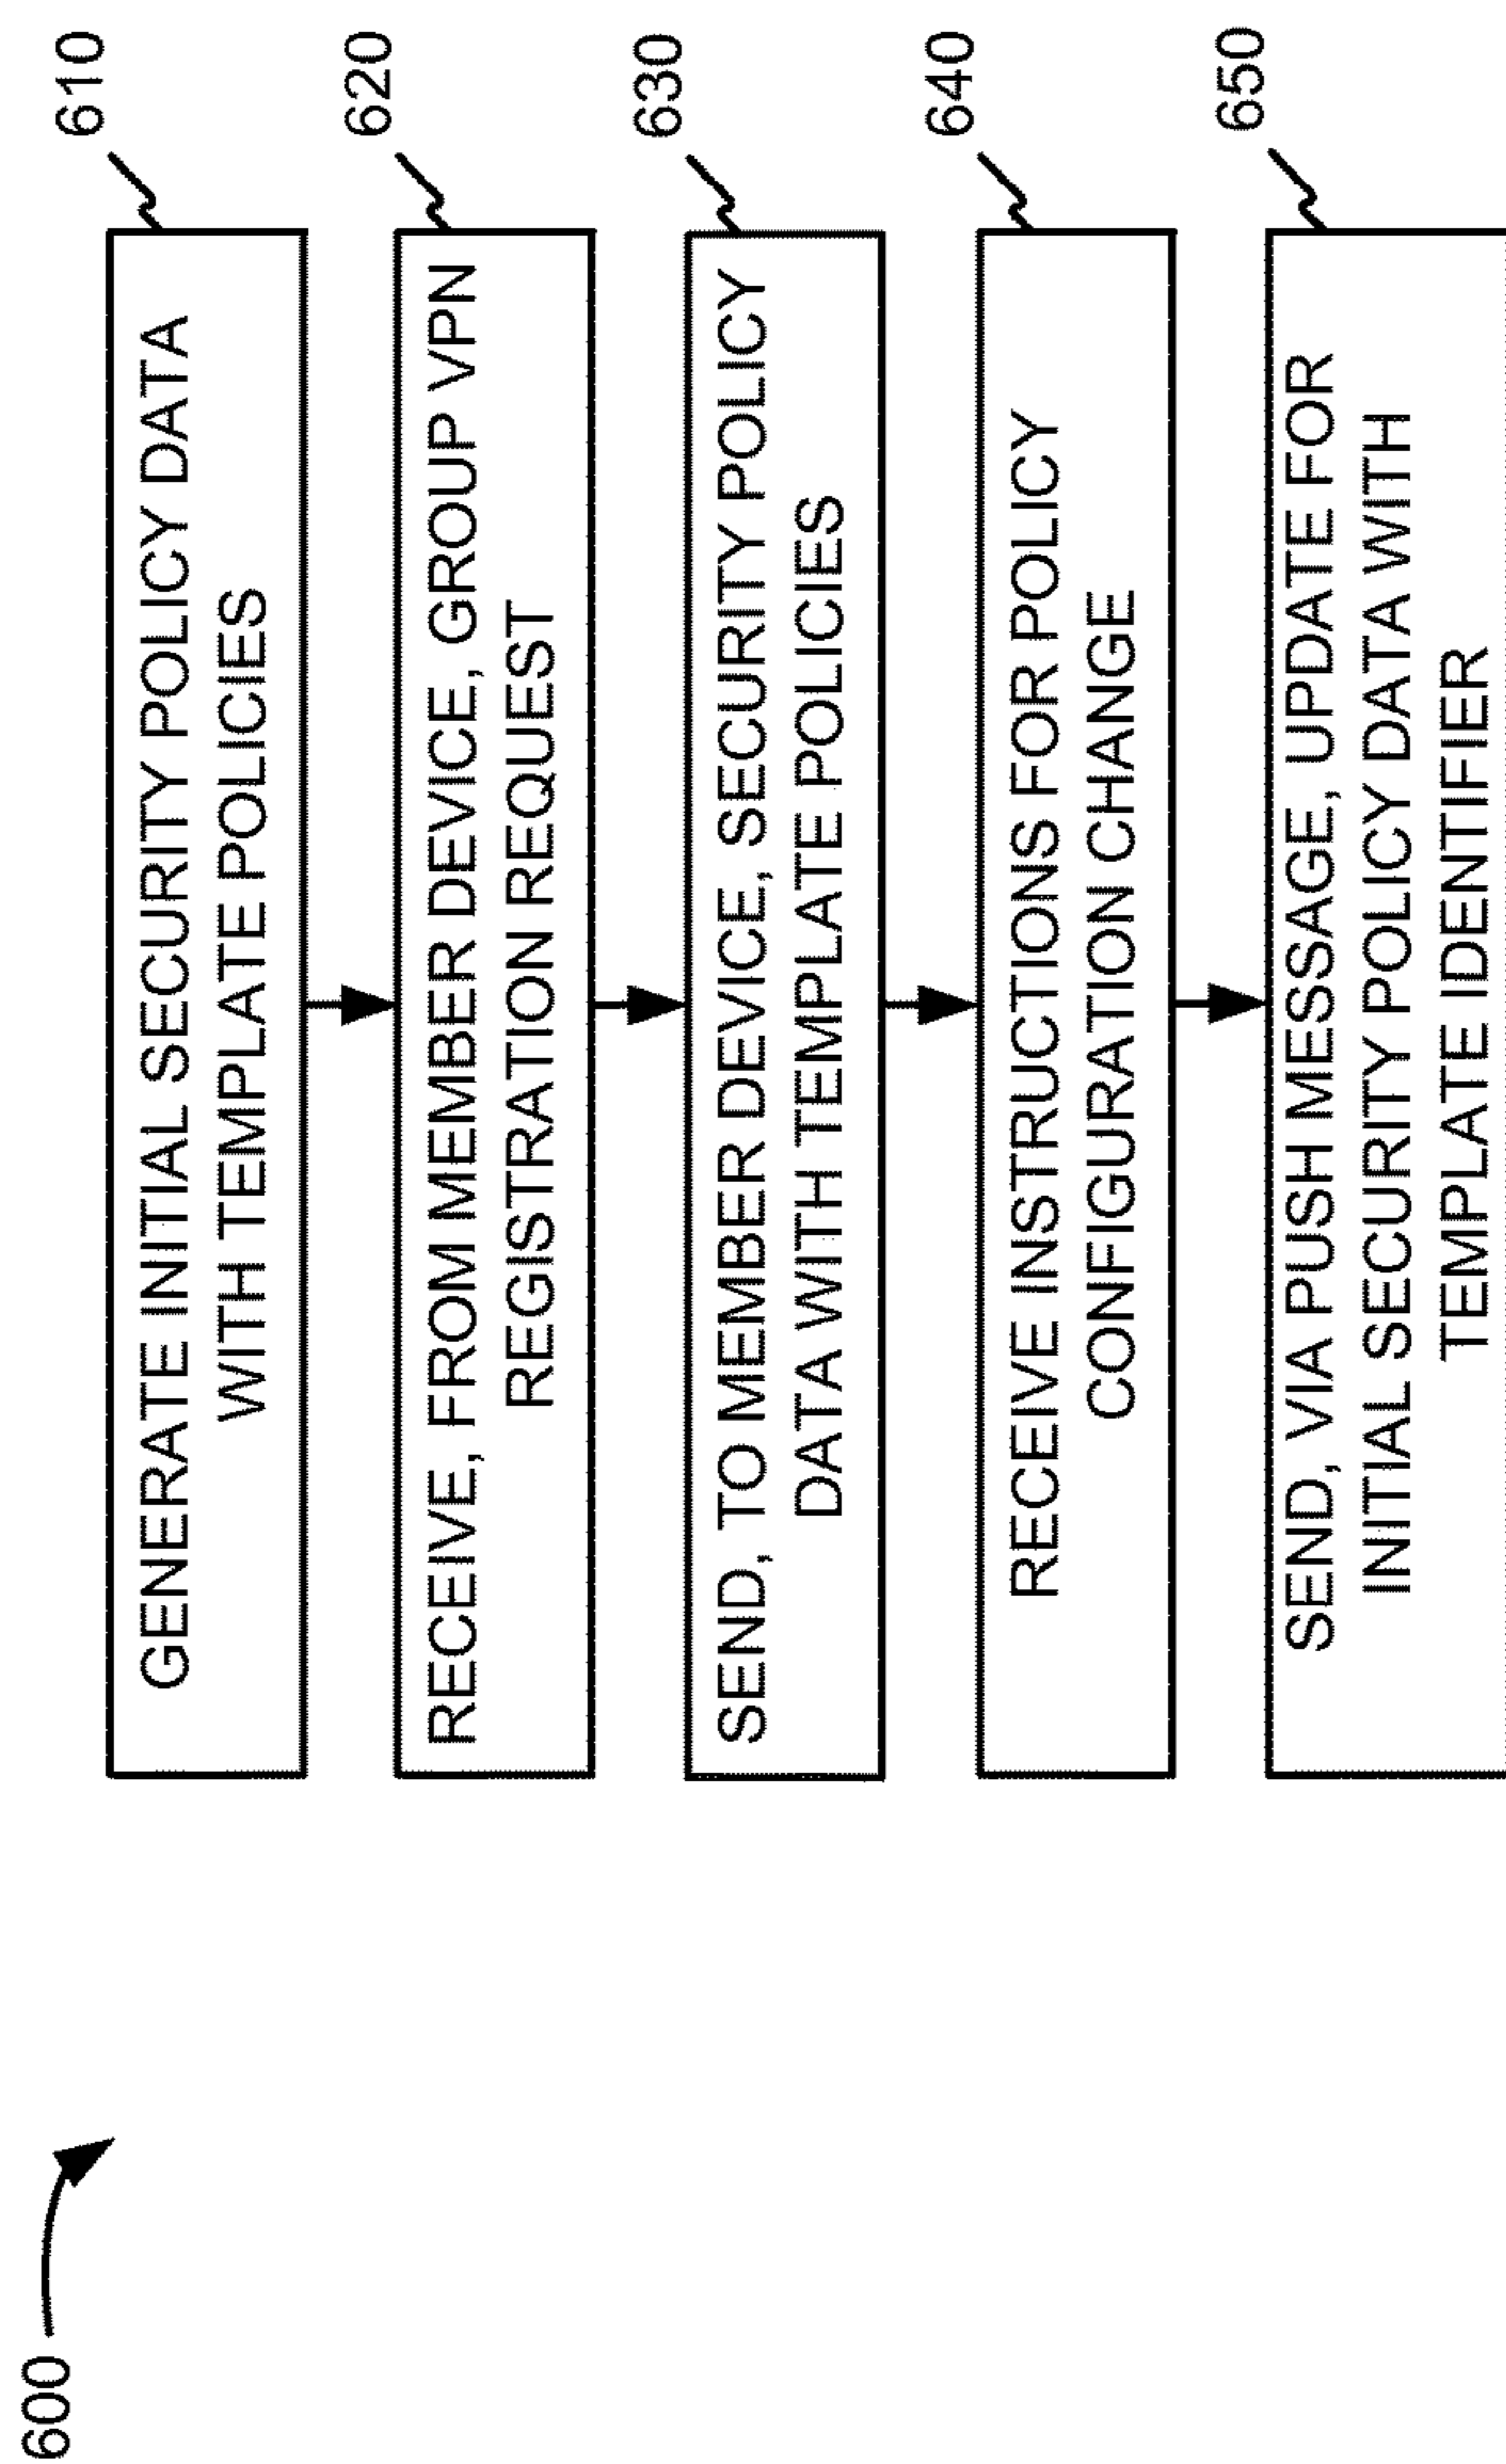 600
610
GENERATE INITIAL SECURITY POLICY DATA
WITH TEMPLATE POLICIES
620
RECEIVE, FROM MEMBER DEVICE, GROUP VPN
REGISTRATION REQUEST
630
SEND, TO MEMBER DEVICE, SECURITY POLICY
DATA WITH TEMPLATE POLICIES
640
RECEIVE INSTRUCTIONS FOR POLICY
CONFIGURATION CHANGE
650
SEND, VIA PUSH MESSAGE, UPDATE FOR
INITIAL SECURITY POLICY DATA WITH
TEMPLATE IDENTIFIER